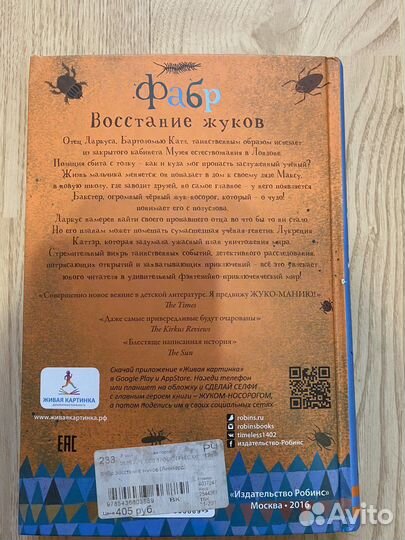 Фабр
Восстание жуков
Отец Даркуса, Бартоломью Катл, таинственным образом исчезает
из закрытого кабинета Музея естествознания в Лондоне.
Полиция сбита с толку – как и куда мог пропасть заслуженный учёный?
Жизнь мальчика меняется: он попадает в дом к своему дяде Максу,
в новую школу, где заводит друзей, но самое главное – у него появляется
Бакстер, огромный чёрный жук-носорог, который – о чудо!
понимает его с полуслова.
Даркус намерен найти своего пропавшего отца во что бы то ни стало.
Но его планам может помешать сумасшедшая учёная-генетик Лукреция
Каттэр, которая задумала ужасный план уничтожения мира.
Стремительный вихрь таинственных событий, детективного расследования,
потрясающих открытий и захватывающих приключений – всё это увлекает
юного читателя в удивительный фэнтезийно-приключенческий мир!
«Совершенно новое веяние в детской литературе. Я предвижу ЖУКО-МАНИЮ!»
The Times
«Даже самые привередливые будут очарованы»
The Kirkus Reviews
«Блестяще написанная история»
The Sun
ЖИВАЯ КАРТИНКА
www.живаякартинка.рф
Скачай приложение «Живая картинка»
в Google Play и AppStore. Наведи телефон
или планшет на обложку и СДЕЛАЙ СЕЛФИ
с главным героем книги – ЖУКОМ-НОСОРОГОМ,
а потом поделись им в своих социальных сетях.
robins.ru
robinsbooks
timeless1402
издательство-Робинс
EAC
233
Цена: 405 руб.
«Издательство Робинс»
Москва • 2016
Avito